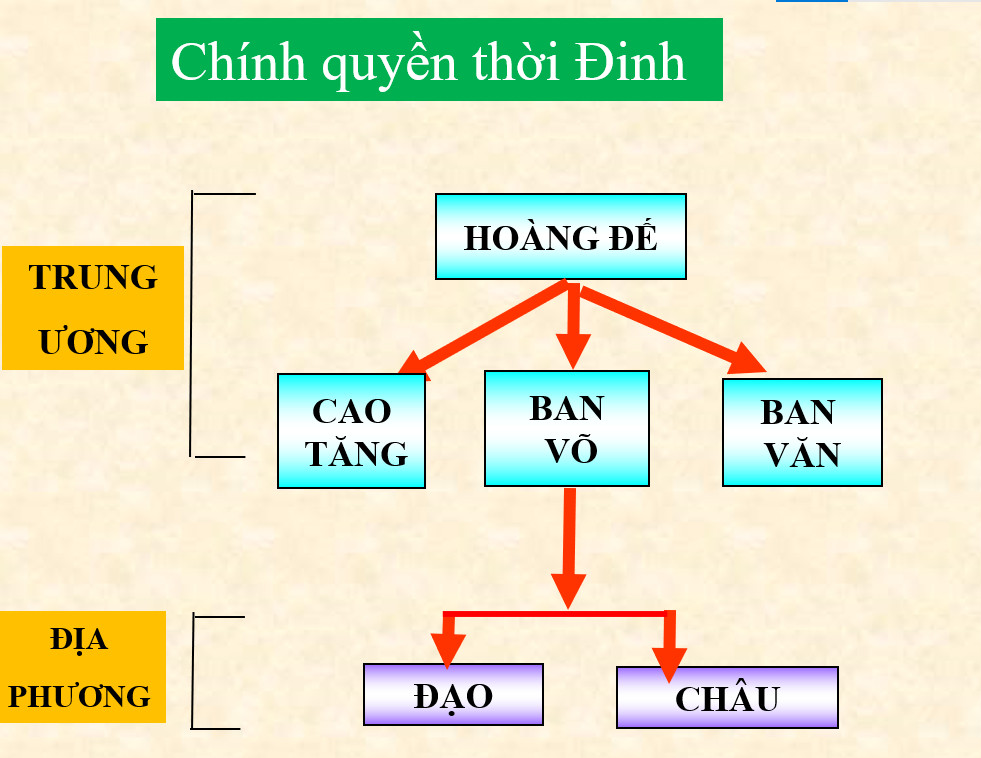 Chính quyền thời Đinh
HOÀNG ĐẾ
TRUNG
ƯƠNG
CAO
TĂNG
BAN
VÕ
BAN
VĂN
ĐỊA
PHƯƠNG
ĐẠO
CHÂU